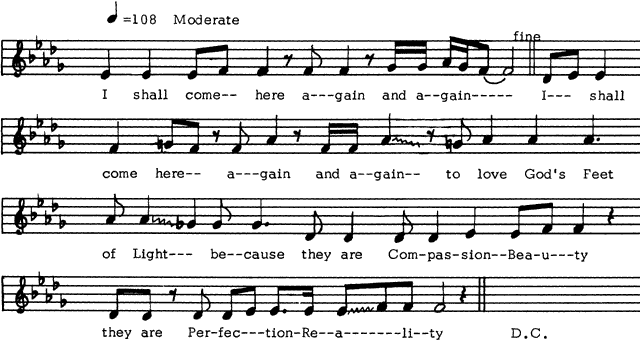 ♩=108 Moderate
fine
I shall come-- here a---gain and a--gain----- I--- shall
come here-- a---gain and a--gain-- to love God's Feet
of Light--- be--cause they are Com-pas-sion--Bea-u---ty
they are Per-fec---tion-Re--a-------li--ty D.C.